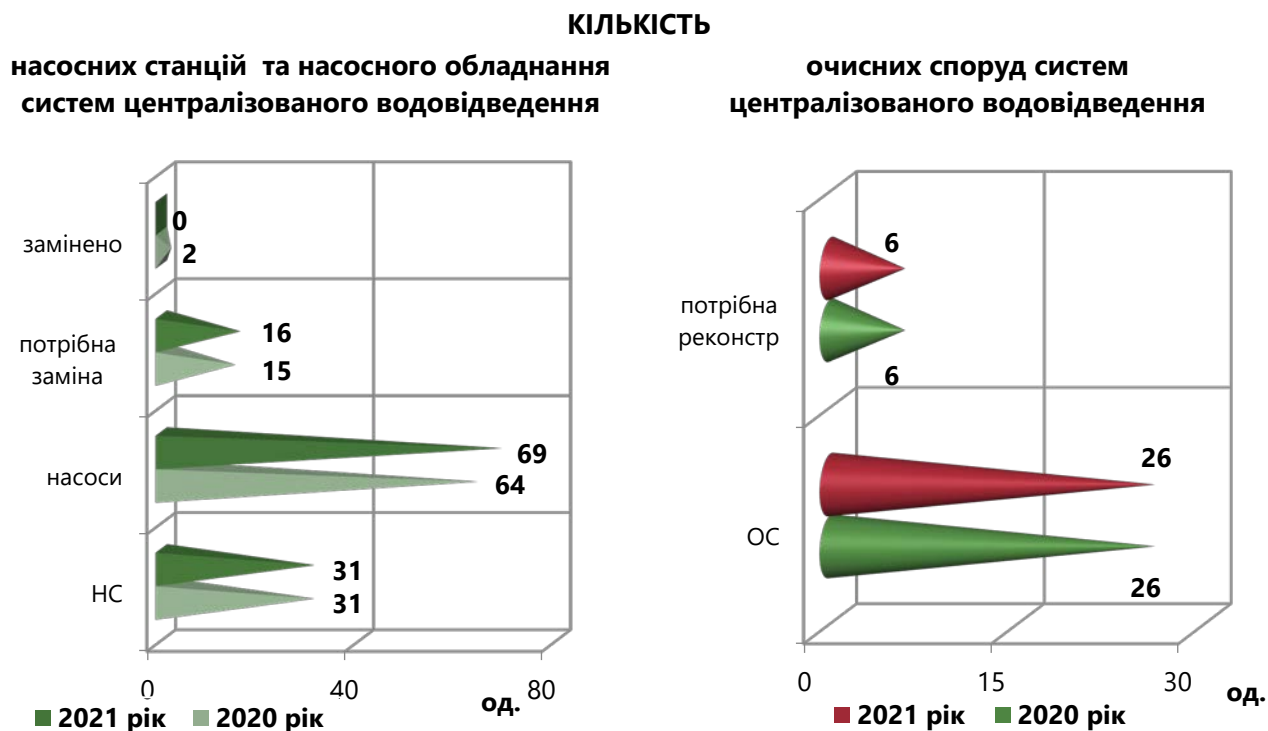 КІЛЬКІСТЬ
насосних станцій та насосного обладнання
систем централізованого водовідведення
замінено
0
2
потрібна
заміна
16
15
насоси
69
64
НС
31
31
0 40 80
од.
2021 рік 2020 рік
очисних споруд систем
централізованого водовідведення
потрібна
реконстр
6
6
ОС
26
26
0 15 30
од.
2021 рік 2020 рік